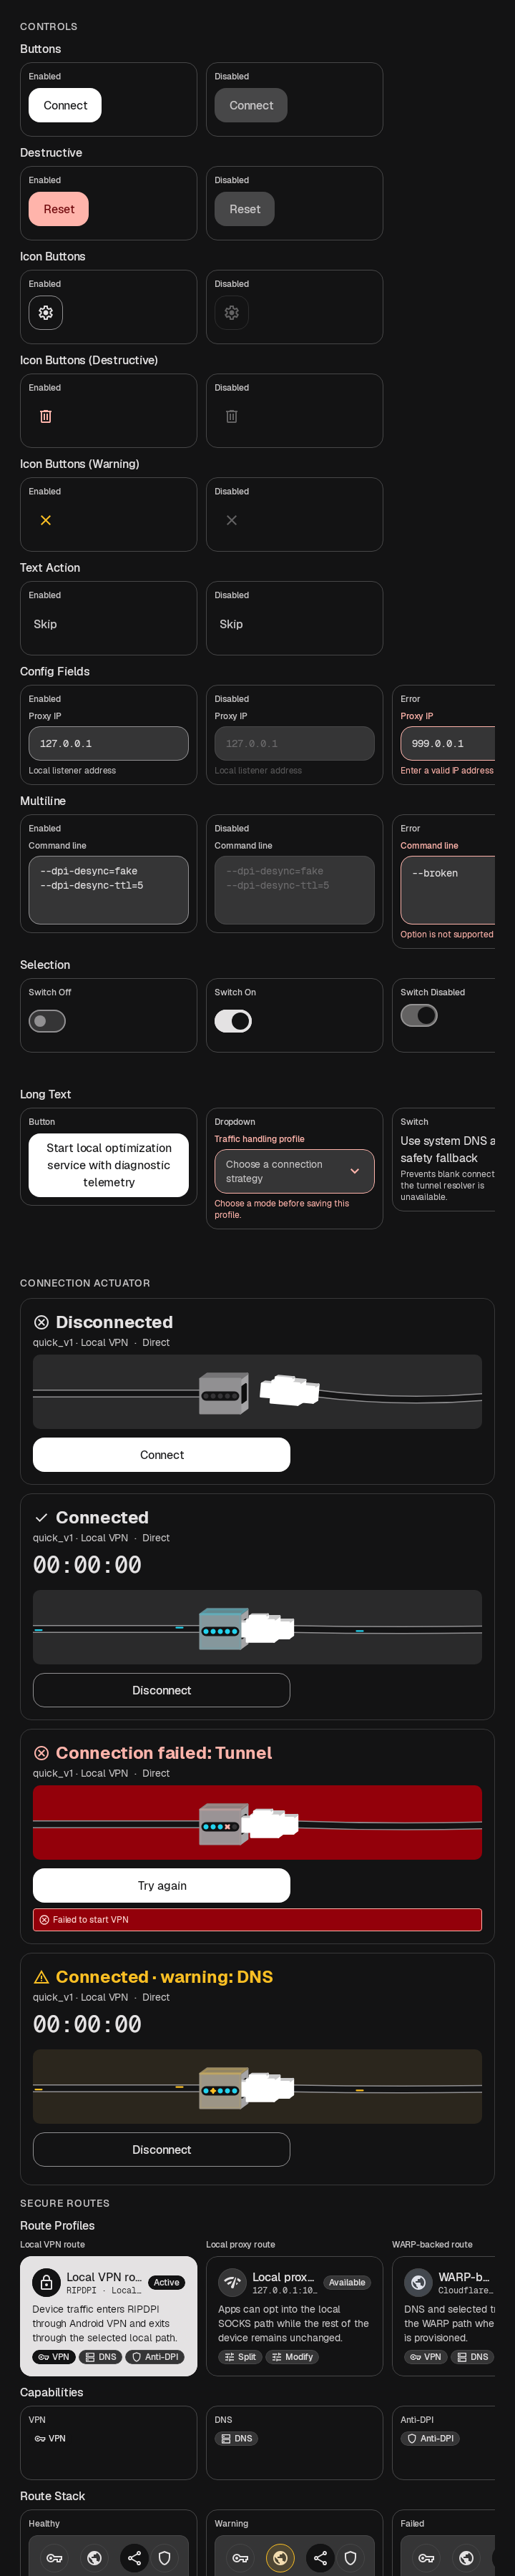 CONTROLS
Buttons
Enabled
Disabled
Connect
Connect
Destructive
Enabled
Disabled
Reset
Reset
Icon Buttons
Enabled
Disabled
Icon Buttons (Destructive)
Enabled
Disabled
Icon Buttons (Warning)
Enabled
Disabled
Text Action
Enabled
Disabled
Skip
Skip
Config Fields
Enabled
Proxy IP
127.0.0.1
Local listener address
Disabled
Proxy IP
127.0.0.1
Local listener address
Error
Proxy IP
999.0.0.1
Enter a valid IP address
Multiline
Enabled
Command line
--dpi-desync=fake
--dpi-desync-ttl=5
Disabled
Command line
--dpi-desync=fake
--dpi-desync-ttl=5
Error
Command line
--broken
Option is not supported
Selection
Switch Off
Switch On
Switch Disabled
Long Text
Button
Start local optimization
service with diagnostic
telemetry
Dropdown
Traffic handling profile
Choose a connection
strategy
Choose a mode before saving this
profile.
Switch
Use system DNS a
safety fallback
Prevents blank connect
the tunnel resolver is
unavailable.
CONNECTION ACTUATOR
Disconnected
quick_v1 · Local VPN · Direct
Connect
Connected
quick_v1 · Local VPN · Direct
00:00:00
Disconnect
Connection failed: Tunnel
quick_v1 · Local VPN · Direct
Try again
Failed to start VPN
Connected · warning: DNS
quick_v1 · Local VPN · Direct
00:00:00
Disconnect
SECURE ROUTES
Route Profiles
Local VPN route
Local VPN ro…
Active
RIPDPI · Local…
Device traffic enters RIPDPI
through Android VPN and exits
through the selected local path.
VPN
DNS
Anti-DPI
Local proxy route
Local prox…
Available
127.0.0.1:10…
Apps can opt into the local
SOCKS path while the rest of the
device remains unchanged.
Split
Modify
WARP-backed route
WARP-b…
Cloudflare…
DNS and selected t
the WARP path whe
is provisioned.
VPN
DNS
Capabilities
VPN
VPN
DNS
DNS
Anti-DPI
Anti-DPI
Route Stack
Healthy
Warning
Failed